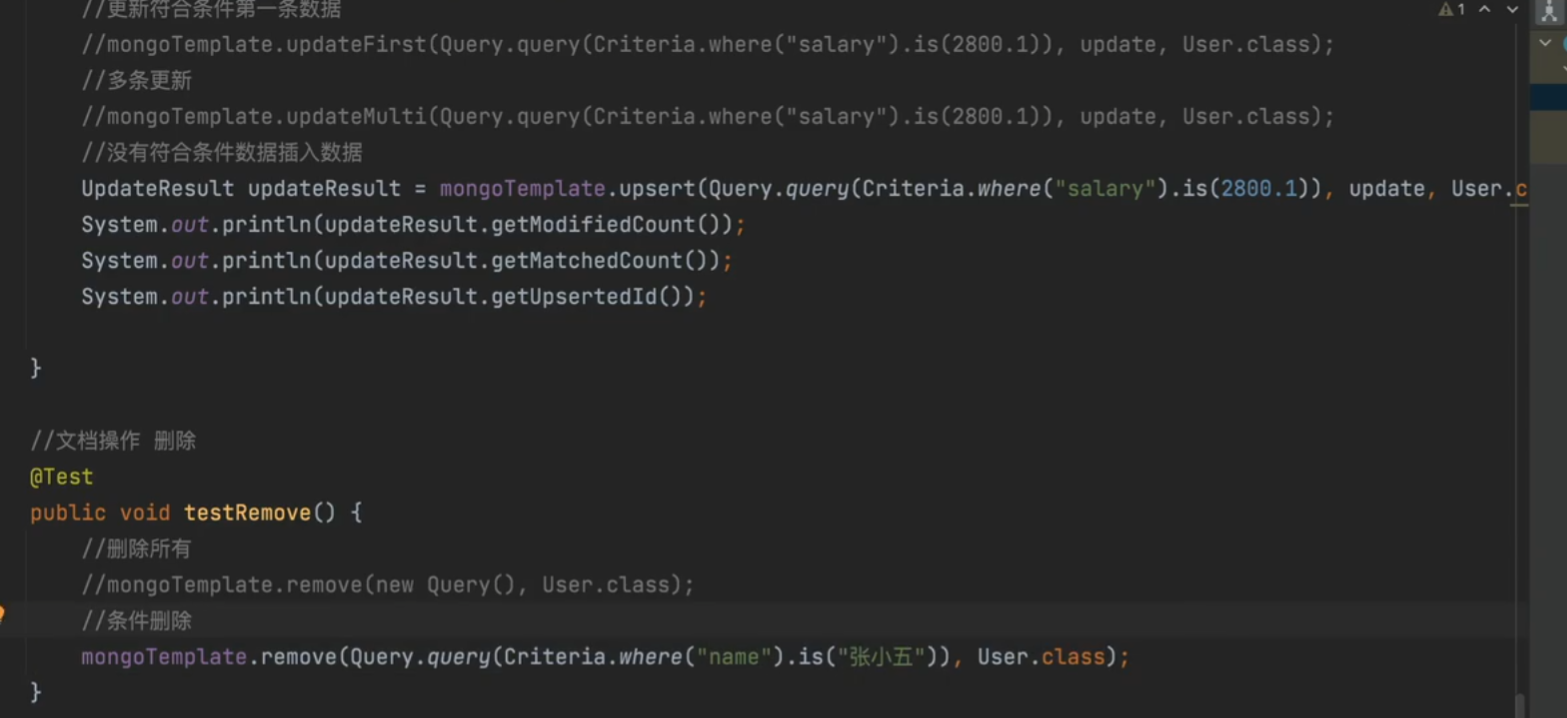 //更新符合条件第一条数据
1
//mongoTemplate.updateFirst(Query.query(Criteria.where("salary").is(2800.1)), update, User.class);
//多条更新
//mongoTemplate.updateMulti(Query.query(Criteria.where("salary").is(2800.1)), update, User.class);
//没有符合条件数据插入数据
UpdateResult updateResult = mongoTemplate.upsert(Query.query(Criteria.where("salary").is(2800.1)), update, User.c
System.out.println(updateResult.getModifiedCount());
System.out.println(updateResult.getMatchedCount());
System.out.println(updateResult.getUpsertedId());
}
//文档操作 删除
@Test
public void testRemove() {
//删除所有
//mongoTemplate.remove(new Query(), User.class);
//条件删除
mongoTemplate.remove(Query.query(Criteria.where("name").is("张小五")), User.class);
}